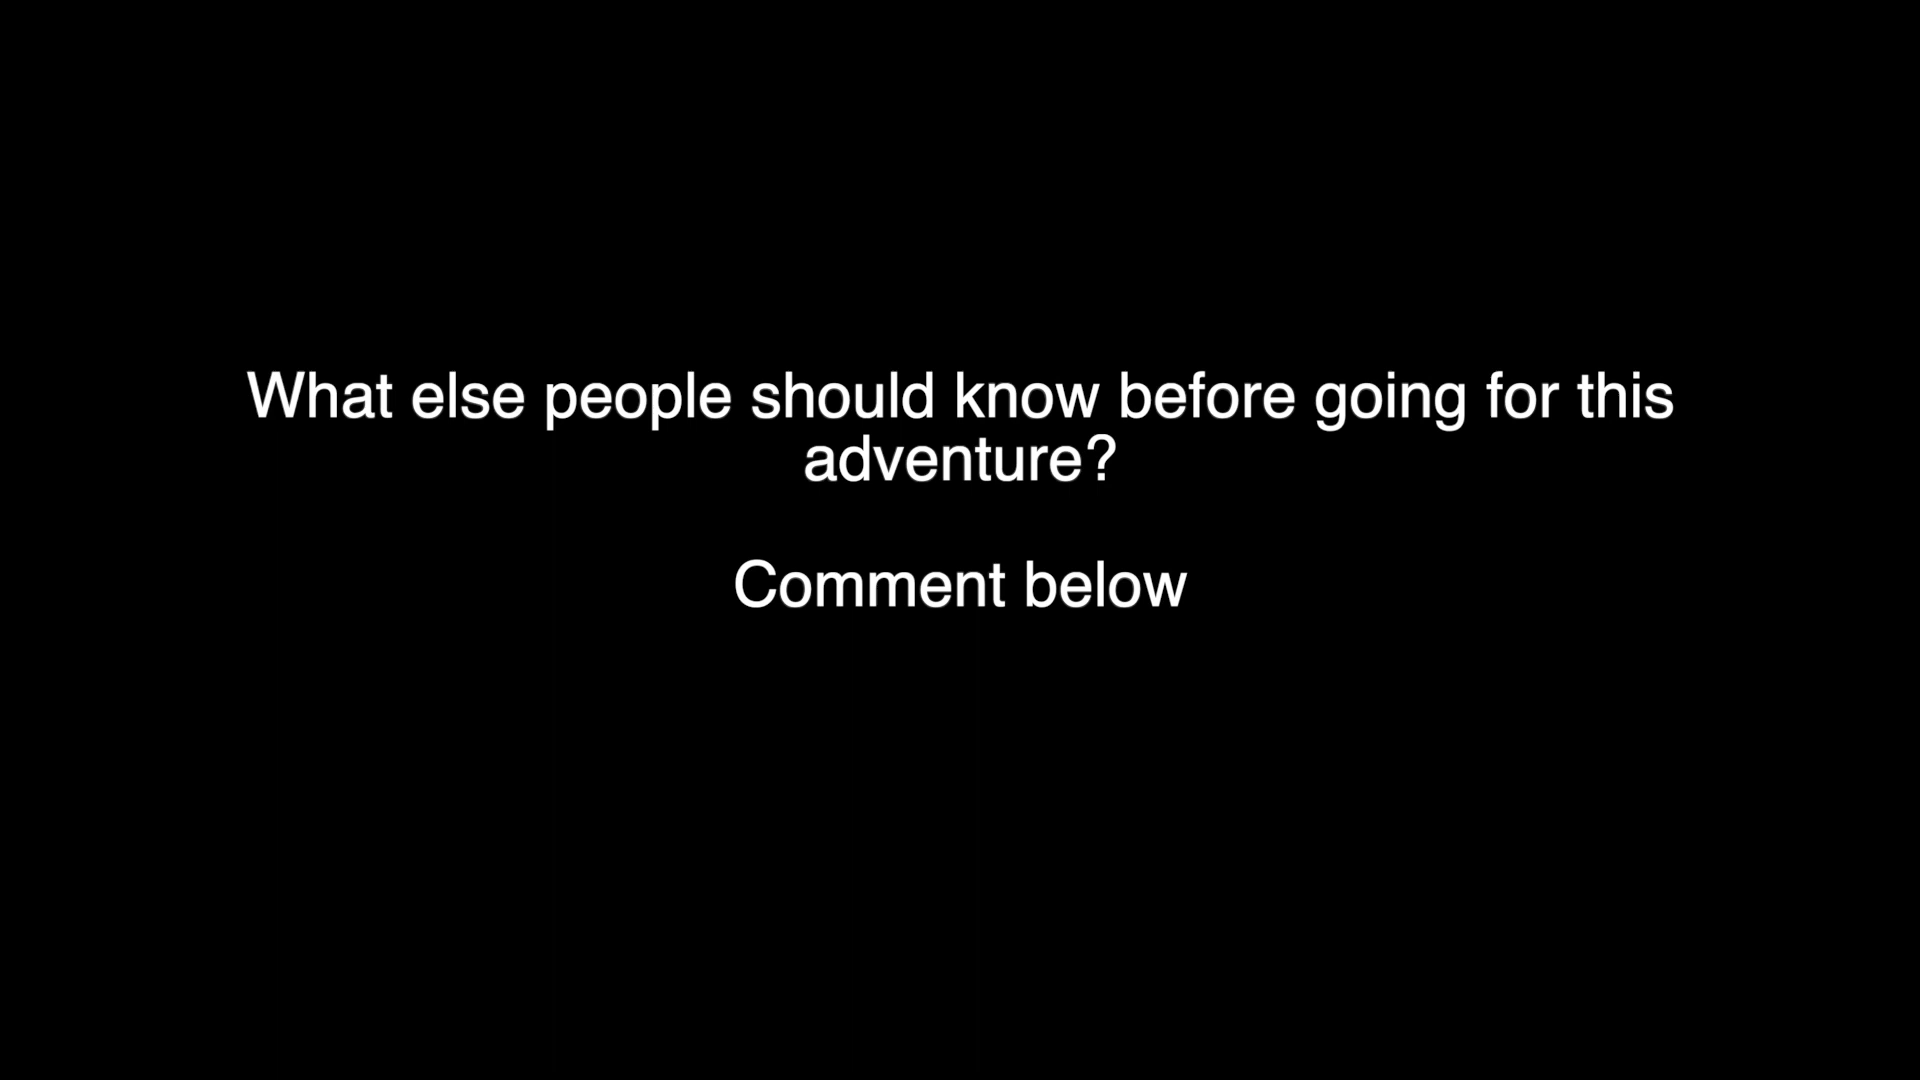 What else people should know before going for this
adventure?
Comment below